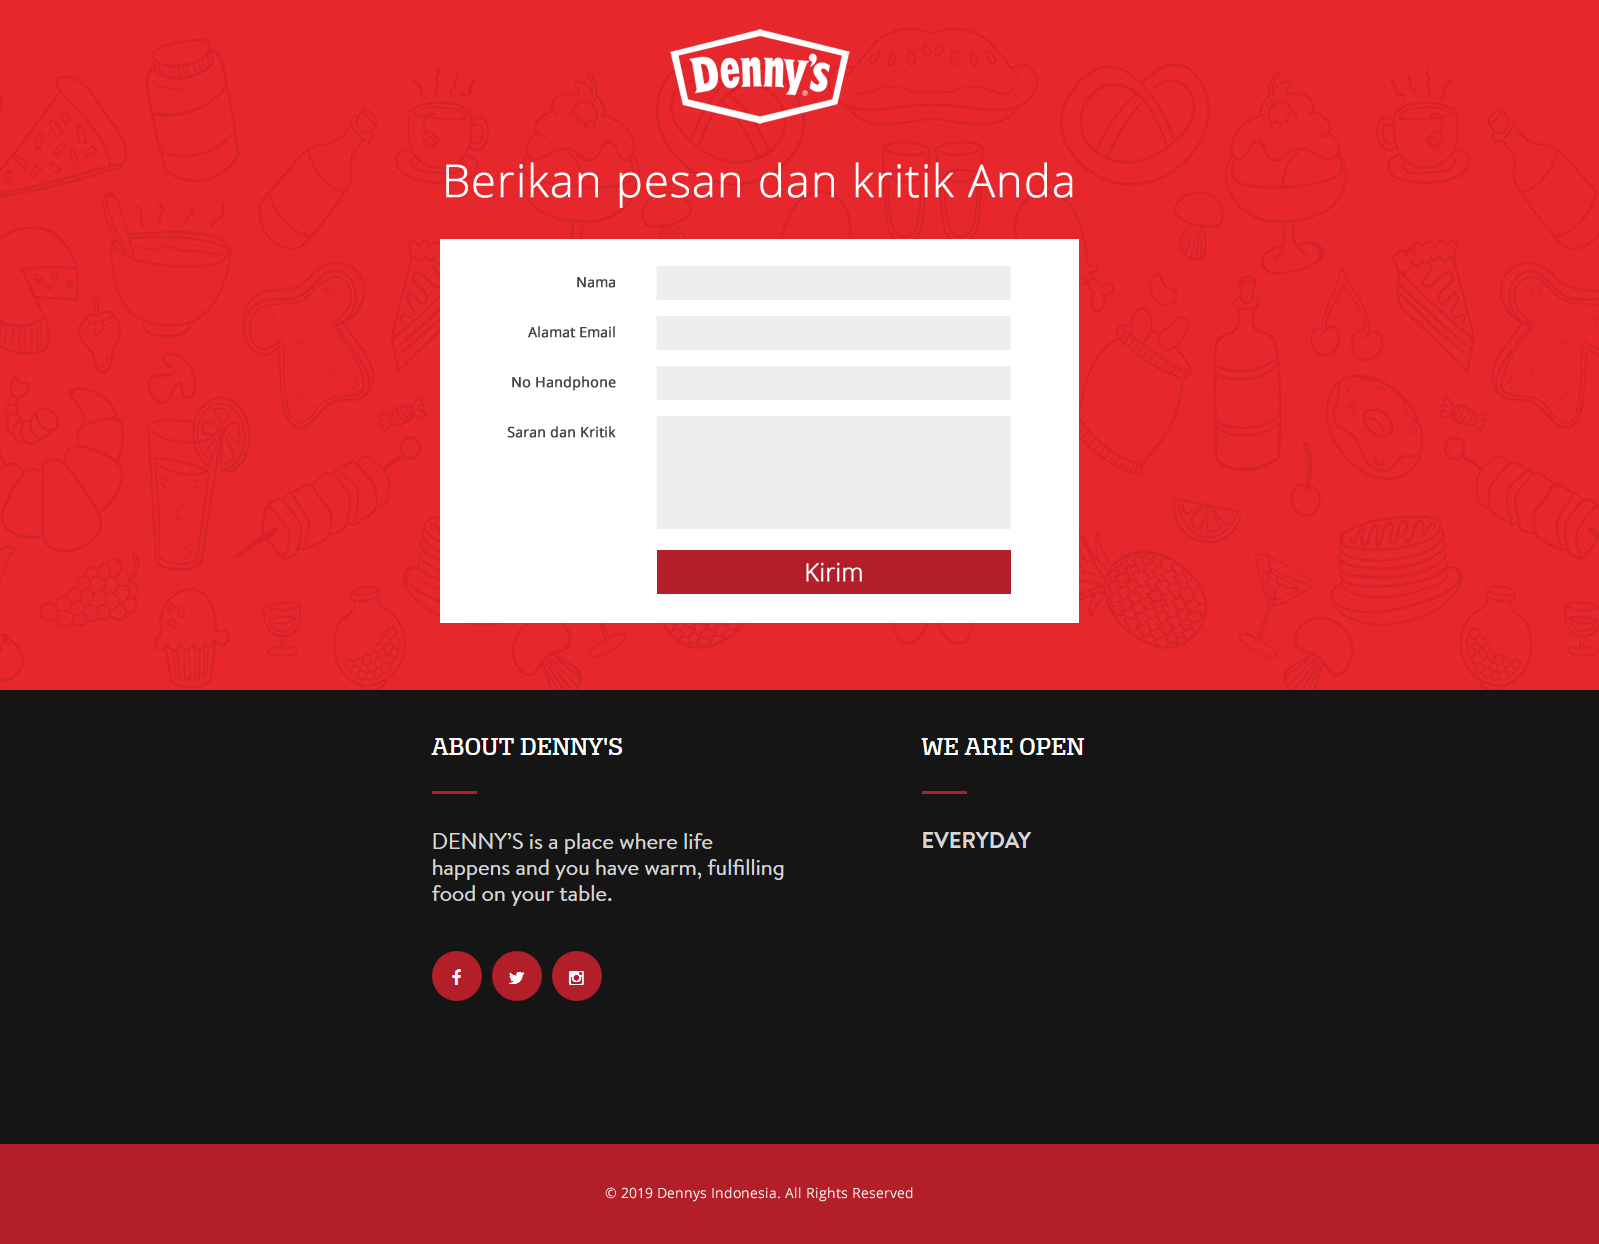 Denny's
Berikan pesan dan kritik Anda
Nama
Alamat Email
No Handphone
Saran dan Kritik
Kirim
ABOUT DENNY'S
DENNY’S is a place where life
happens and you have warm, fulfilling
food on your table.
WE ARE OPEN
EVERYDAY
© 2019 Dennys Indonesia. All Rights Reserved